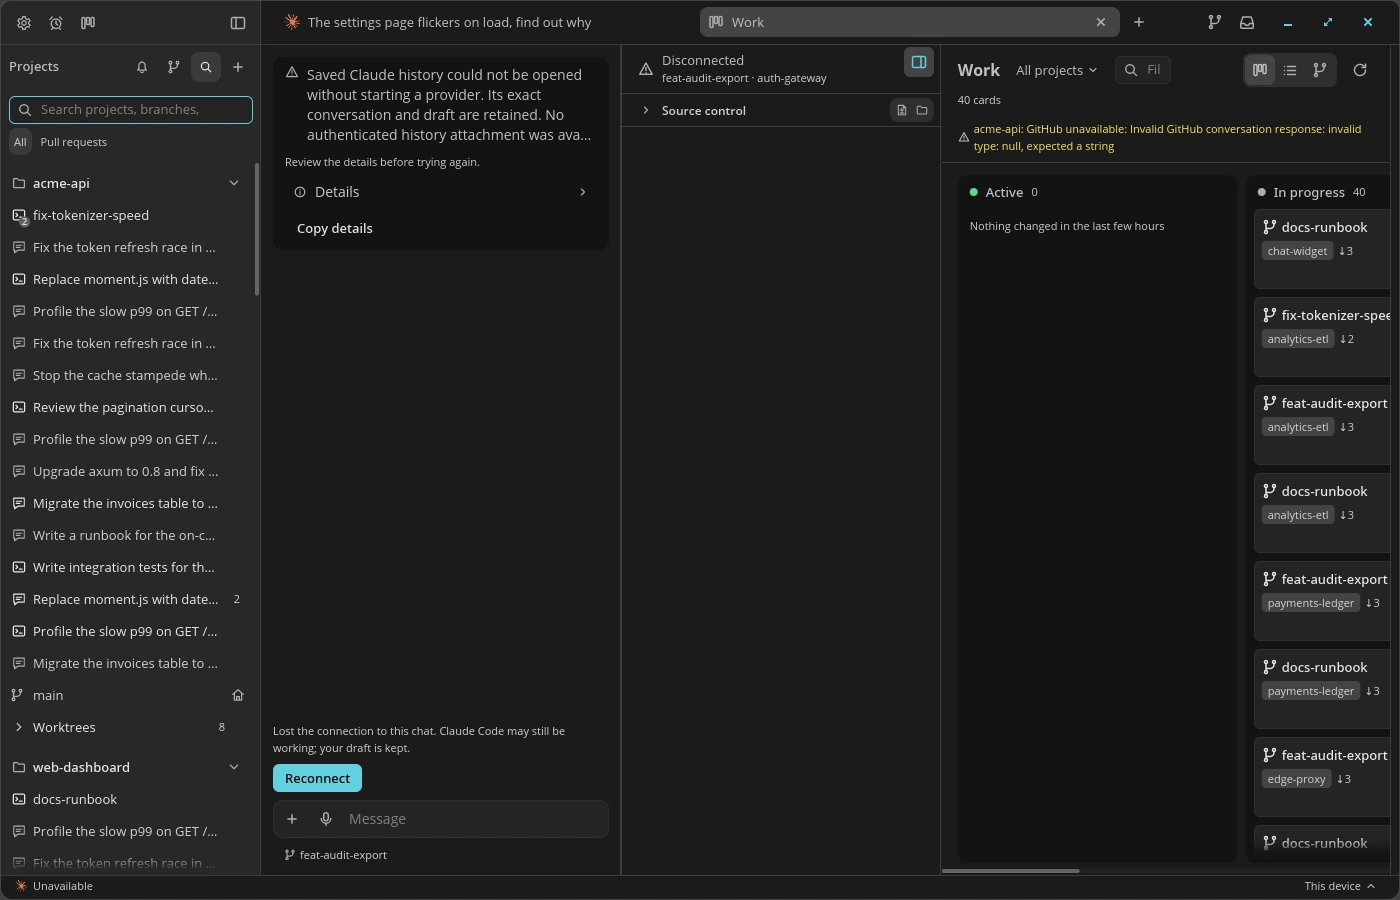 The settings page flickers on load, find out why
Work
Projects
Search projects, branches,
All
Pull requests
acme-api
2
fix-tokenizer-speed
Fix the token refresh race in ...
Replace moment.js with date...
Profile the slow p99 on GET /...
Fix the token refresh race in ...
Stop the cache stampede wh...
Review the pagination curso...
Profile the slow p99 on GET /...
Upgrade axum to 0.8 and fix ...
Migrate the invoices table to ...
Write a runbook for the on-c...
Write integration tests for th...
Replace moment.js with date... 2
Profile the slow p99 on GET /...
Migrate the invoices table to ...
main
Worktrees 8
web-dashboard
docs-runbook
Profile the slow p99 on GET /...
Fix the token refresh race in ...
Unavailable
Saved Claude history could not be opened
without starting a provider. Its exact
conversation and draft are retained. No
authenticated history attachment was ava...
Review the details before trying again.
Details
Copy details
Lost the connection to this chat. Claude Code may still be
working; your draft is kept.
Reconnect
Message
feat-audit-export
Disconnected
feat-audit-export · auth-gateway
Source control
Work
All projects
Fil
40 cards
acme-api: GitHub unavailable: Invalid GitHub conversation response: invalid
type: null, expected a string
Active 0
Nothing changed in the last few hours
In progress 40
docs-runbook
chat-widget ↓3
fix-tokenizer-spee
analytics-etl ↓2
feat-audit-export
analytics-etl ↓3
docs-runbook
analytics-etl ↓3
feat-audit-export
payments-ledger ↓3
docs-runbook
payments-ledger ↓3
feat-audit-export
edge-proxy ↓3
docs-runbook
This device